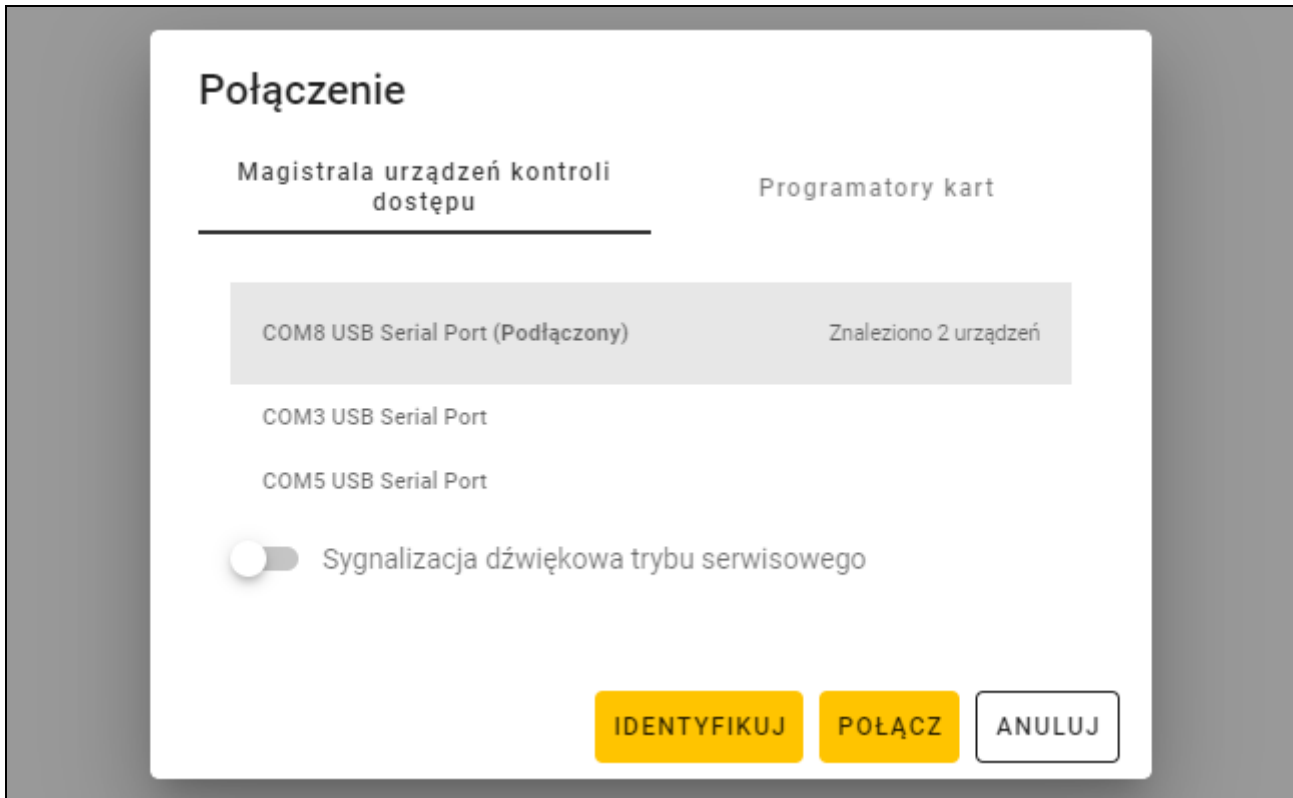 Połączenie
Magistrala urządzeń kontroli
dostępu
Programatory kart
COM8 USB Serial Port (Podłączony) Znaleziono 2 urządzeń
COM3 USB Serial Port
COM5 USB Serial Port
Sygnalizacja dźwiękowa trybu serwisowego
IDENTYFIKUJ POŁĄCZ ANULUJ